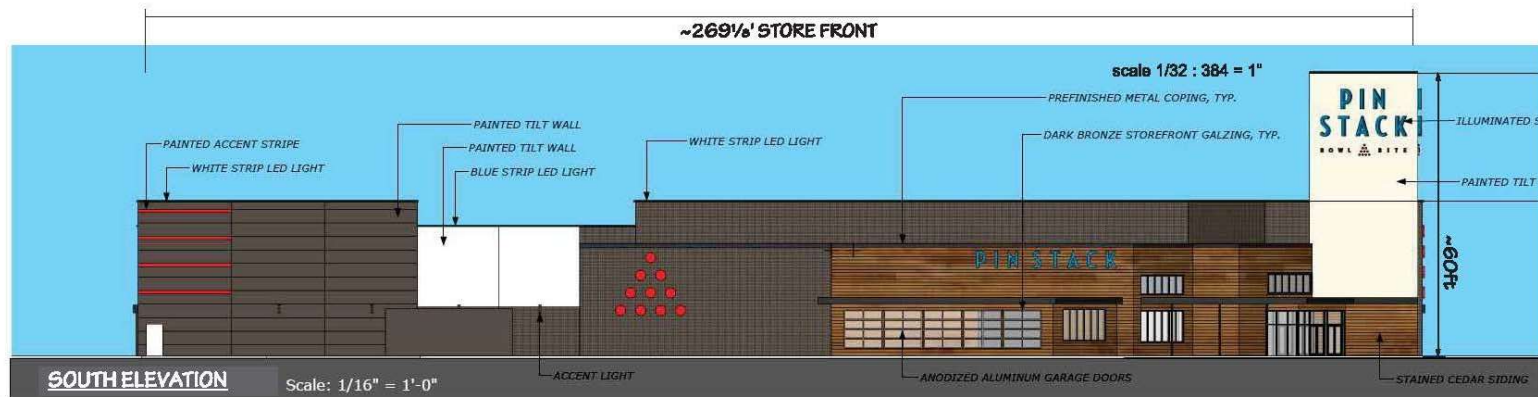 ~269⅛' STORE FRONT
scale 1/32 : 384 = 1"
PREFINISHED METAL COPING, TYP.
PIN
STACK
BOWL BITE
ILLUMINATED S
PAINTED TILT WALL
DARK BRONZE STOREFRONT GALZING, TYP.
PAINTED ACCENT STRIPE
PAINTED TILT WALL
WHITE STRIP LED LIGHT
WHITE STRIP LED LIGHT
BLUE STRIP LED LIGHT
PAINTED TILT
PIN STACK
~60ft
SOUTH ELEVATION
Scale: 1/16" = 1'-0"
ACCENT LIGHT
ANODIZED ALUMINUM GARAGE DOORS
STAINED CEDAR SIDING